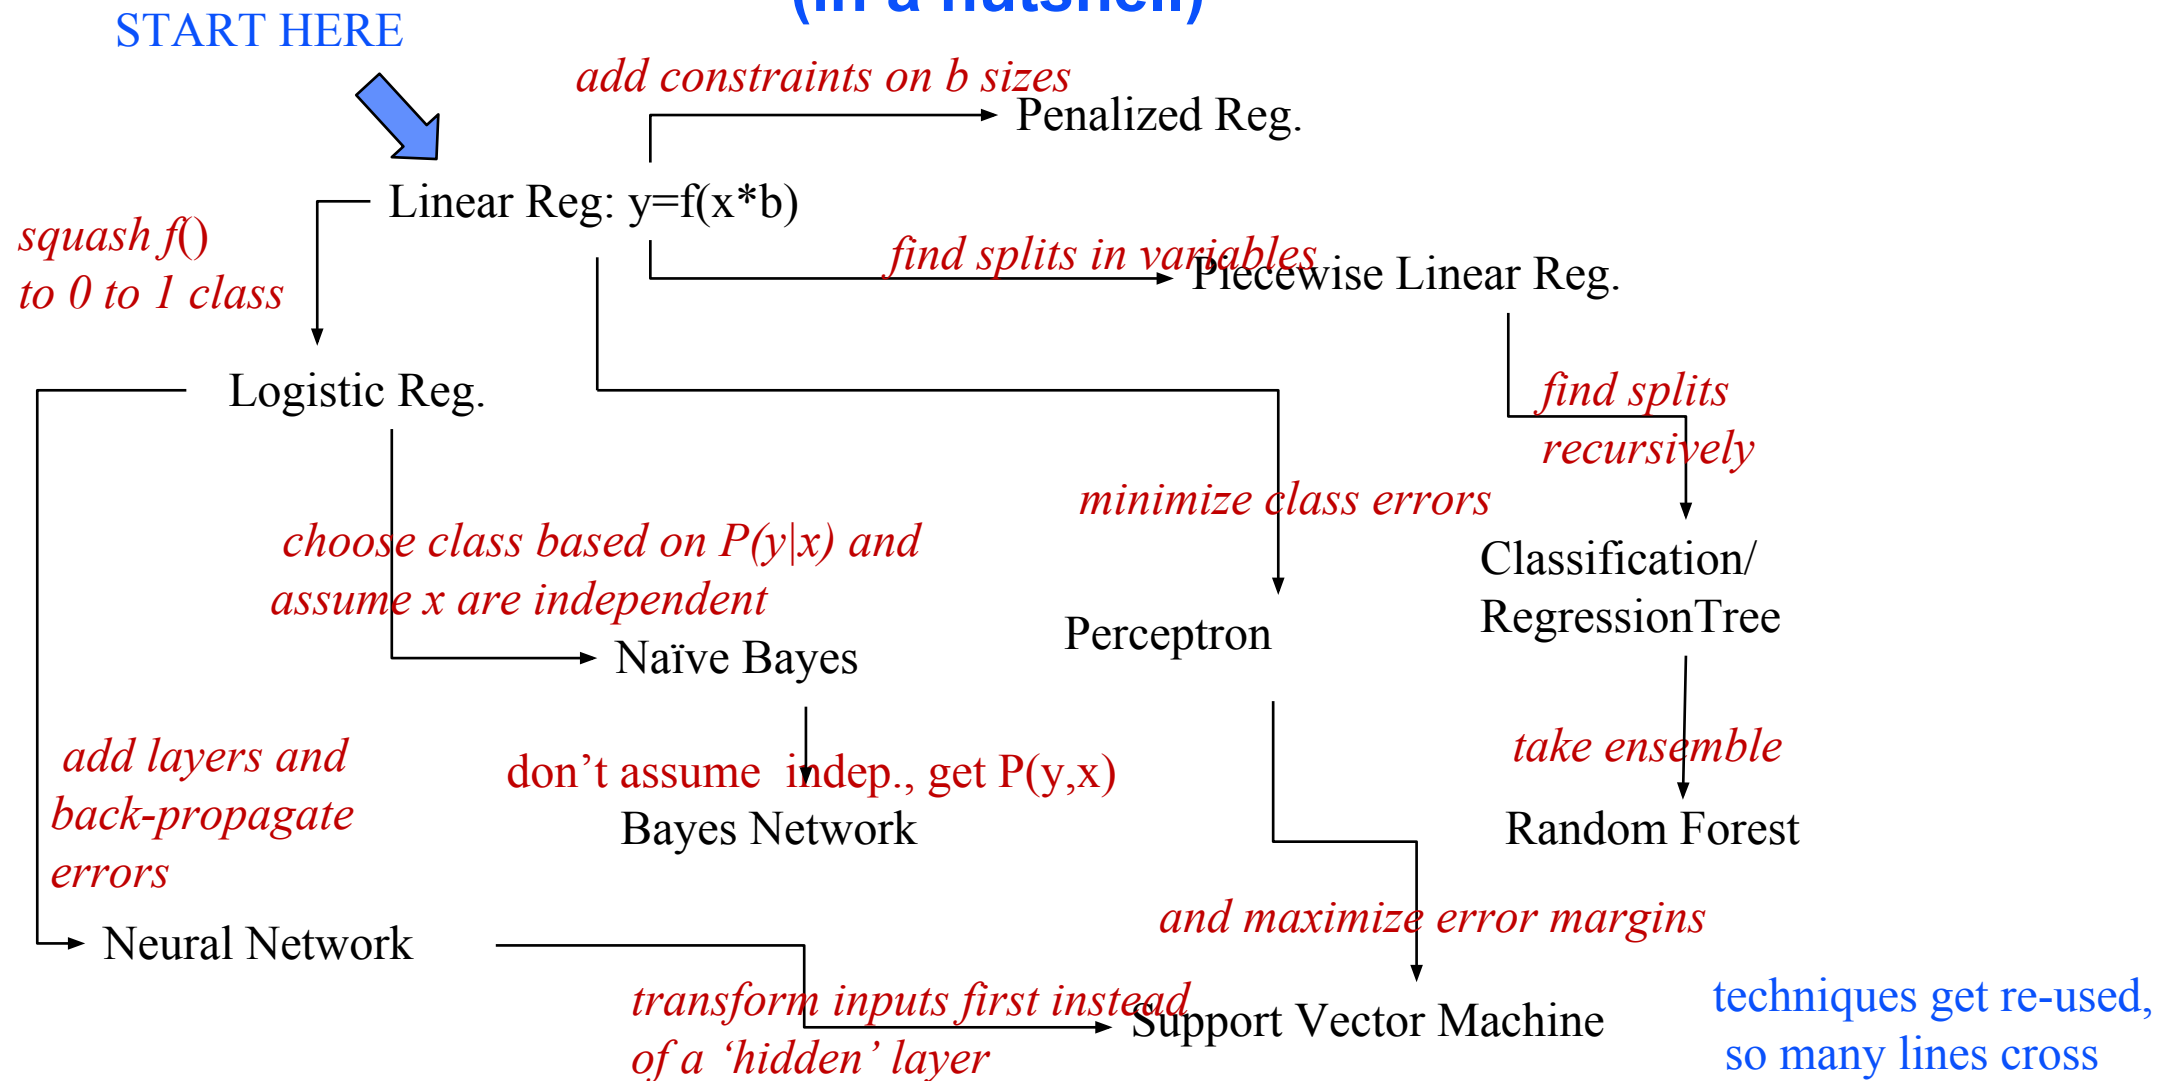 (in a nutshell)
START HERE
add constraints on b sizes
Penalized Reg.
Linear Reg: y=f(x*b)
squash f()
to 0 to 1 class
find splits in variables
Piecewise Linear Reg.
Logistic Reg.
find splits
recursively
minimize class errors
choose class based on P(y|x) and
assume x are independent
Classification/
RegressionTree
Perceptron
Naïve Bayes
add layers and
back-propagate
errors
don’t assume  indep., get P(y,x)
Bayes Network
take ensemble
Random Forest
and maximize error margins
Neural Network
transform inputs first instead
of a ‘hidden’ layer
Support Vector Machine
techniques get re-used,
so many lines cross